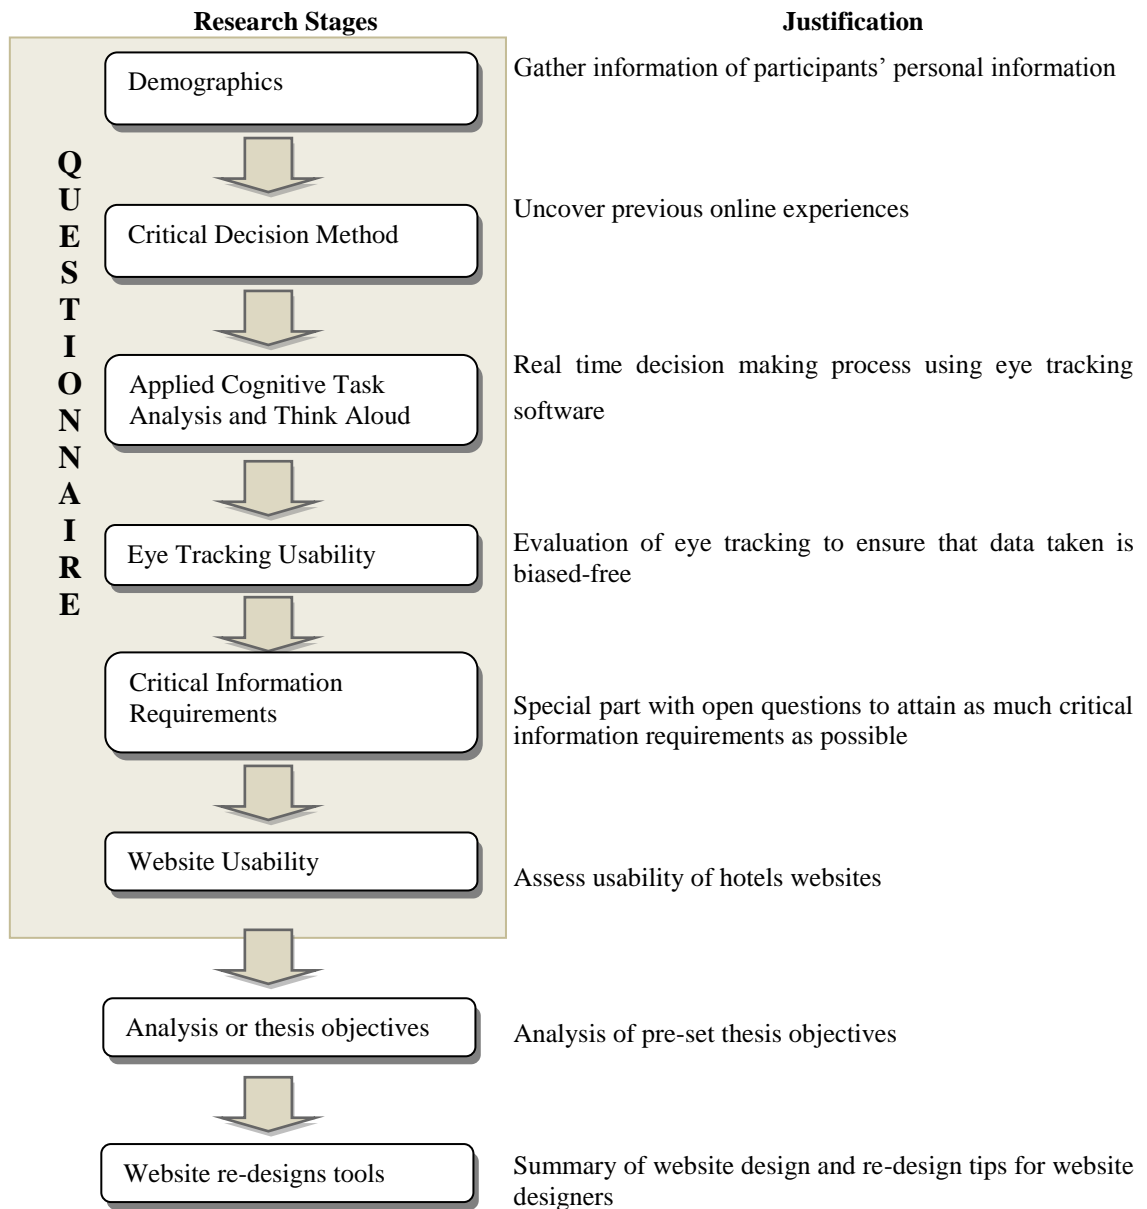 Research Stages
Justification
QUESTIONNAIRE
Demographics
Gather information of participants’ personal information
Critical Decision Method
Uncover previous online experiences
Applied Cognitive Task
Analysis and Think Aloud
Real time decision making process using eye tracking
software
Eye Tracking Usability
Evaluation of eye tracking to ensure that data taken is
biased-free
Critical Information
Requirements
Special part with open questions to attain as much critical
information requirements as possible
Website Usability
Assess usability of hotels websites
Analysis or thesis objectives
Analysis of pre-set thesis objectives
Website re-designs tools
Summary of website design and re-design tips for website
designers